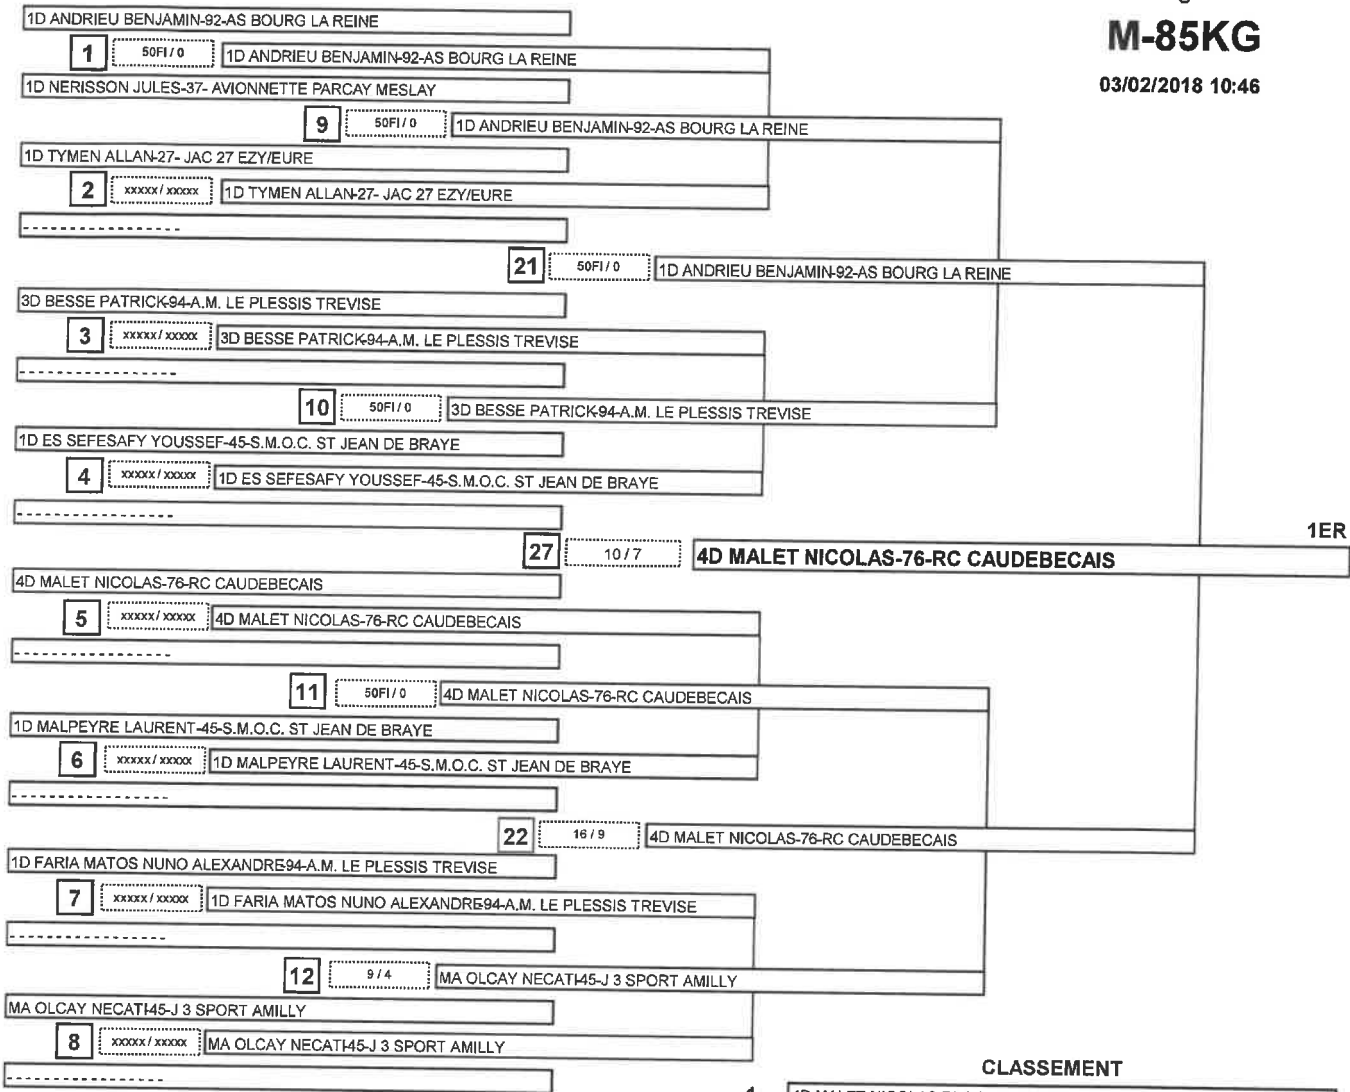 M-85KG
03/02/2018 10:46
1D ANDRIEU BENJAMIN-92-AS BOURG LA REINE
1 50FI / 0 1D ANDRIEU BENJAMIN-92-AS BOURG LA REINE
1D NERISSON JULES-37- AVIONNETTE PARCAY MESLAY
9 50FI / 0 1D ANDRIEU BENJAMIN-92-AS BOURG LA REINE
1D TYMEN ALLAN-27- JAC 27 EZY/EURE
2 xxxxx / xxxxx 1D TYMEN ALLAN-27- JAC 27 EZY/EURE
----------------
21 50FI / 0 1D ANDRIEU BENJAMIN-92-AS BOURG LA REINE
3D BESSE PATRICK-94-A.M. LE PLESSIS TREVISE
3 xxxxx / xxxxx 3D BESSE PATRICK-94-A.M. LE PLESSIS TREVISE
----------------
10 50FI / 0 3D BESSE PATRICK-94-A.M. LE PLESSIS TREVISE
1D ES SEFESAFY YOUSSEF-45-S.M.O.C. ST JEAN DE BRAYE
4 xxxxx / xxxxx 1D ES SEFESAFY YOUSSEF-45-S.M.O.C. ST JEAN DE BRAYE
----------------
1ER
27 10 / 7 4D MALET NICOLAS-76-RC CAUDEBECAIS
4D MALET NICOLAS-76-RC CAUDEBECAIS
5 xxxxx / xxxxx 4D MALET NICOLAS-76-RC CAUDEBECAIS
----------------
11 50FI / 0 4D MALET NICOLAS-76-RC CAUDEBECAIS
1D MALPEYRE LAURENT-45-S.M.O.C. ST JEAN DE BRAYE
6 xxxxx / xxxxx 1D MALPEYRE LAURENT-45-S.M.O.C. ST JEAN DE BRAYE
----------------
22 16 / 9 4D MALET NICOLAS-76-RC CAUDEBECAIS
1D FARIA MATOS NUNO ALEXANDRE-94-A.M. LE PLESSIS TREVISE
7 xxxxx / xxxxx 1D FARIA MATOS NUNO ALEXANDRE-94-A.M. LE PLESSIS TREVISE
----------------
12 9 / 4 MA OLCAY NECATI-45-J 3 SPORT AMILLY
MA OLCAY NECATI-45-J 3 SPORT AMILLY
8 xxxxx / xxxxx MA OLCAY NECATI-45-J 3 SPORT AMILLY
----------------
CLASSEMENT